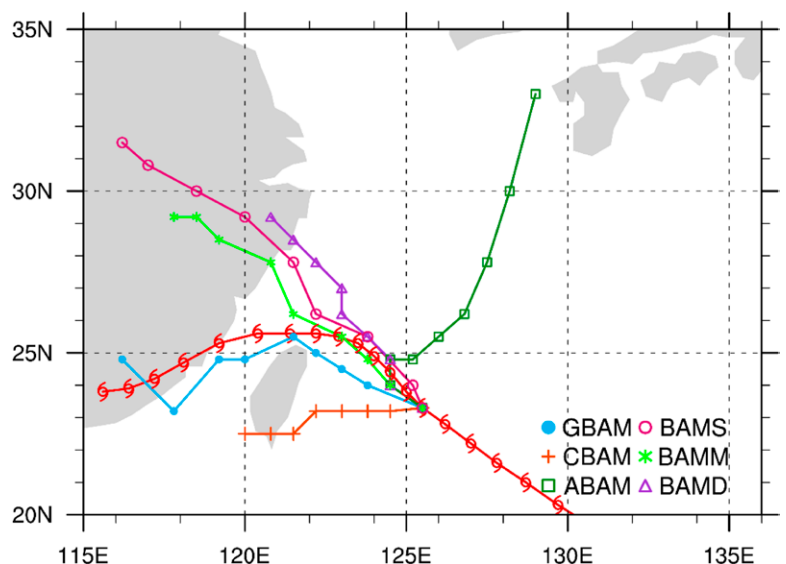 35N
30N
25N
20N
GBAM BAMS
CBAM BAMM
ABAM BAMD
115E 120E 125E 130E 135E